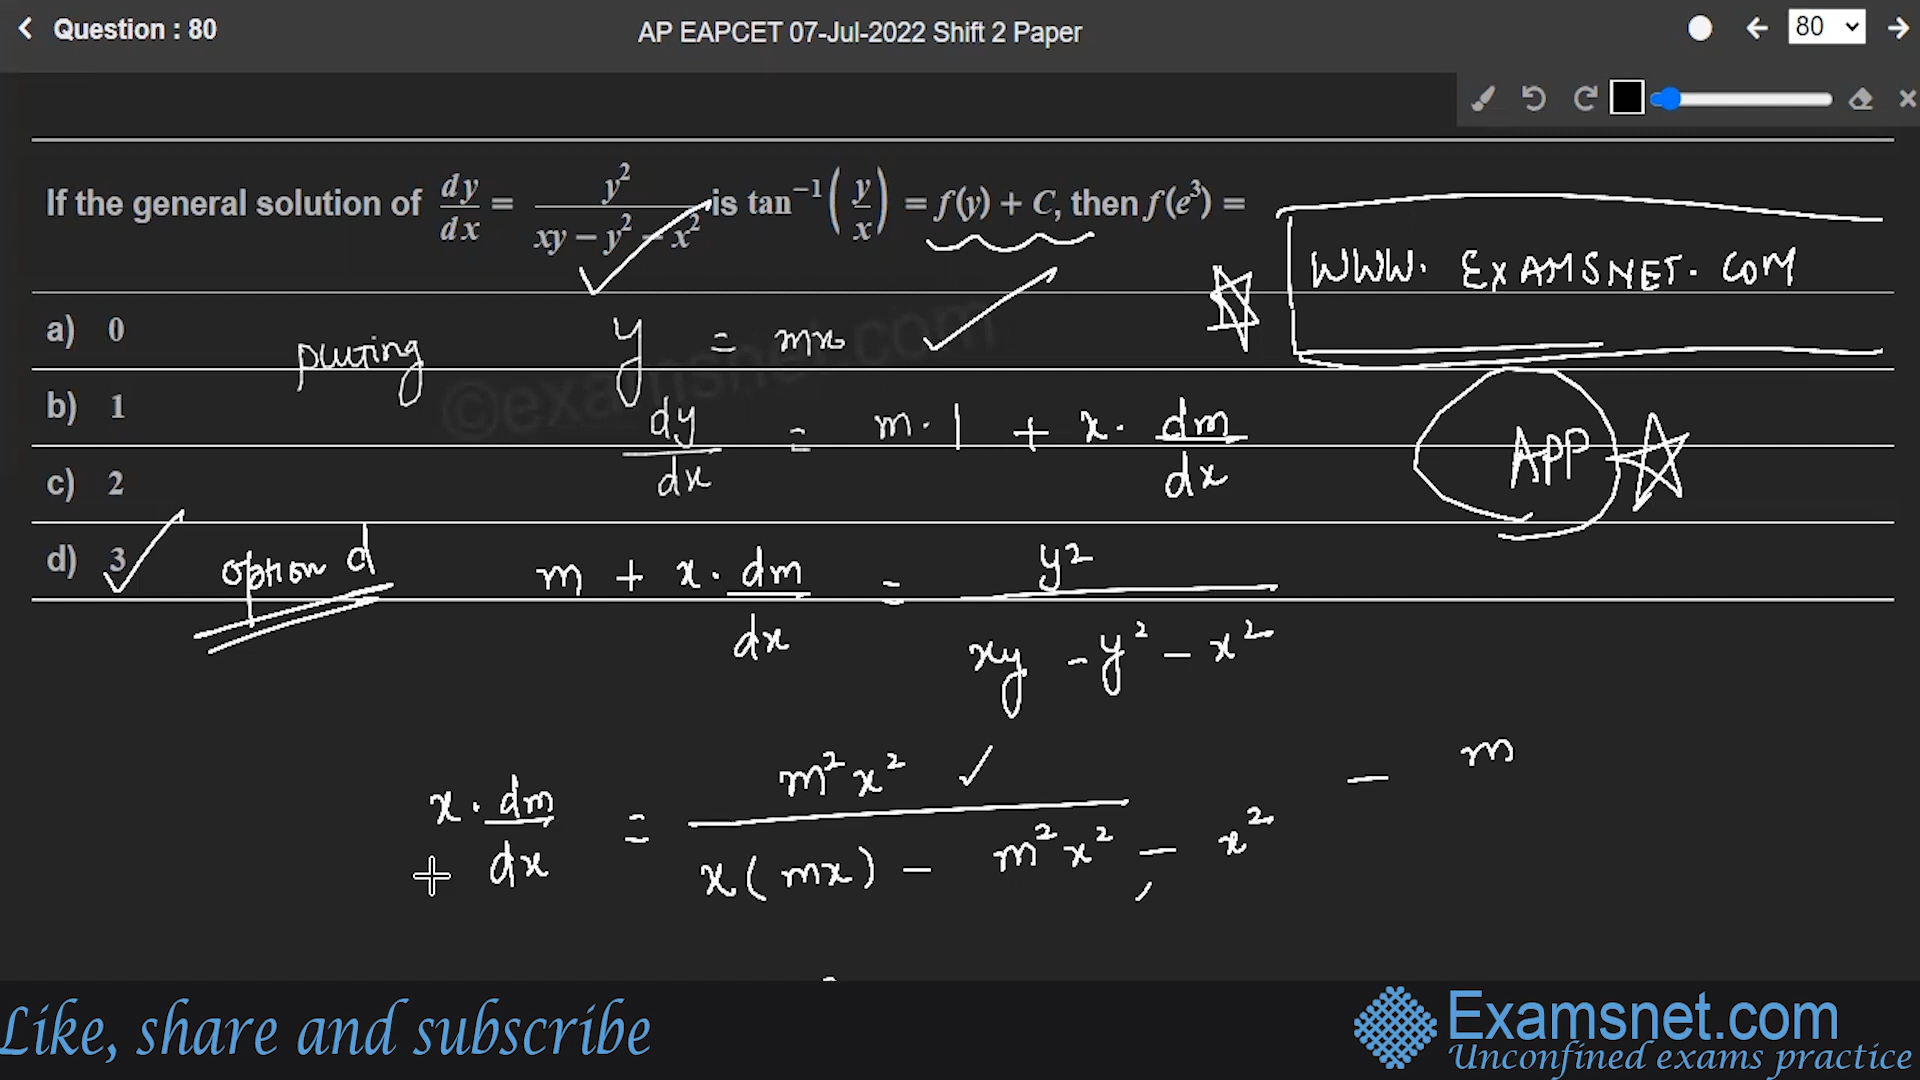 Question : 80
AP EAPCET 07-Jul-2022 Shift 2 Paper
80
If the general solution of dy/dx = y²/(xy − y² − x²) is tan⁻¹(y/x) = f(y) + C, then f(e³) =
WWW. EXAMSNET. COM
a) 0
puting y = mx
©examsnet.com
b) 1
dy/dx = m·1 + x· dm/dx
APP
c) 2
d) 3
option d
m + x· dm/dx = y²/(xy − y² − x²)
x· dm/dx = m²x²/(x(mx) − m²x² − x²) − m
Like, share and subscribe
Examsnet.com
Unconfined exams practice